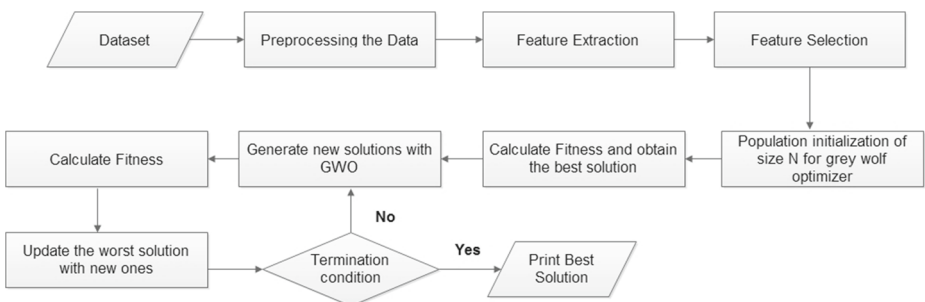 Dataset
Preprocessing the Data
Feature Extraction
Feature Selection
Population initialization of
size N for grey wolf
optimizer
Calculate Fitness and obtain
the best solution
Generate new solutions with
GWO
Calculate Fitness
Update the worst solution
with new ones
Termination
condition
No
Yes
Print Best
Solution